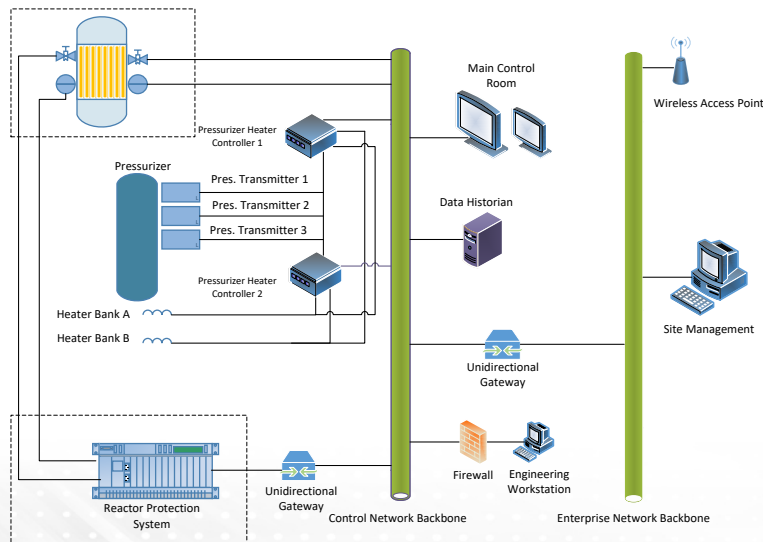 Main Control
Room
Wireless Access Point
Pressurizer Heater
Controller 1
Pressurizer
Pres. Transmitter 1
Pres. Transmitter 2
Pres. Transmitter 3
Data Historian
Pressurizer Heater
Controller 2
Heater Bank A
Heater Bank B
Site Management
Unidirectional
Gateway
Firewall
Engineering
Workstation
Unidirectional
Gateway
Reactor Protection
System
Control Network Backbone
Enterprise Network Backbone